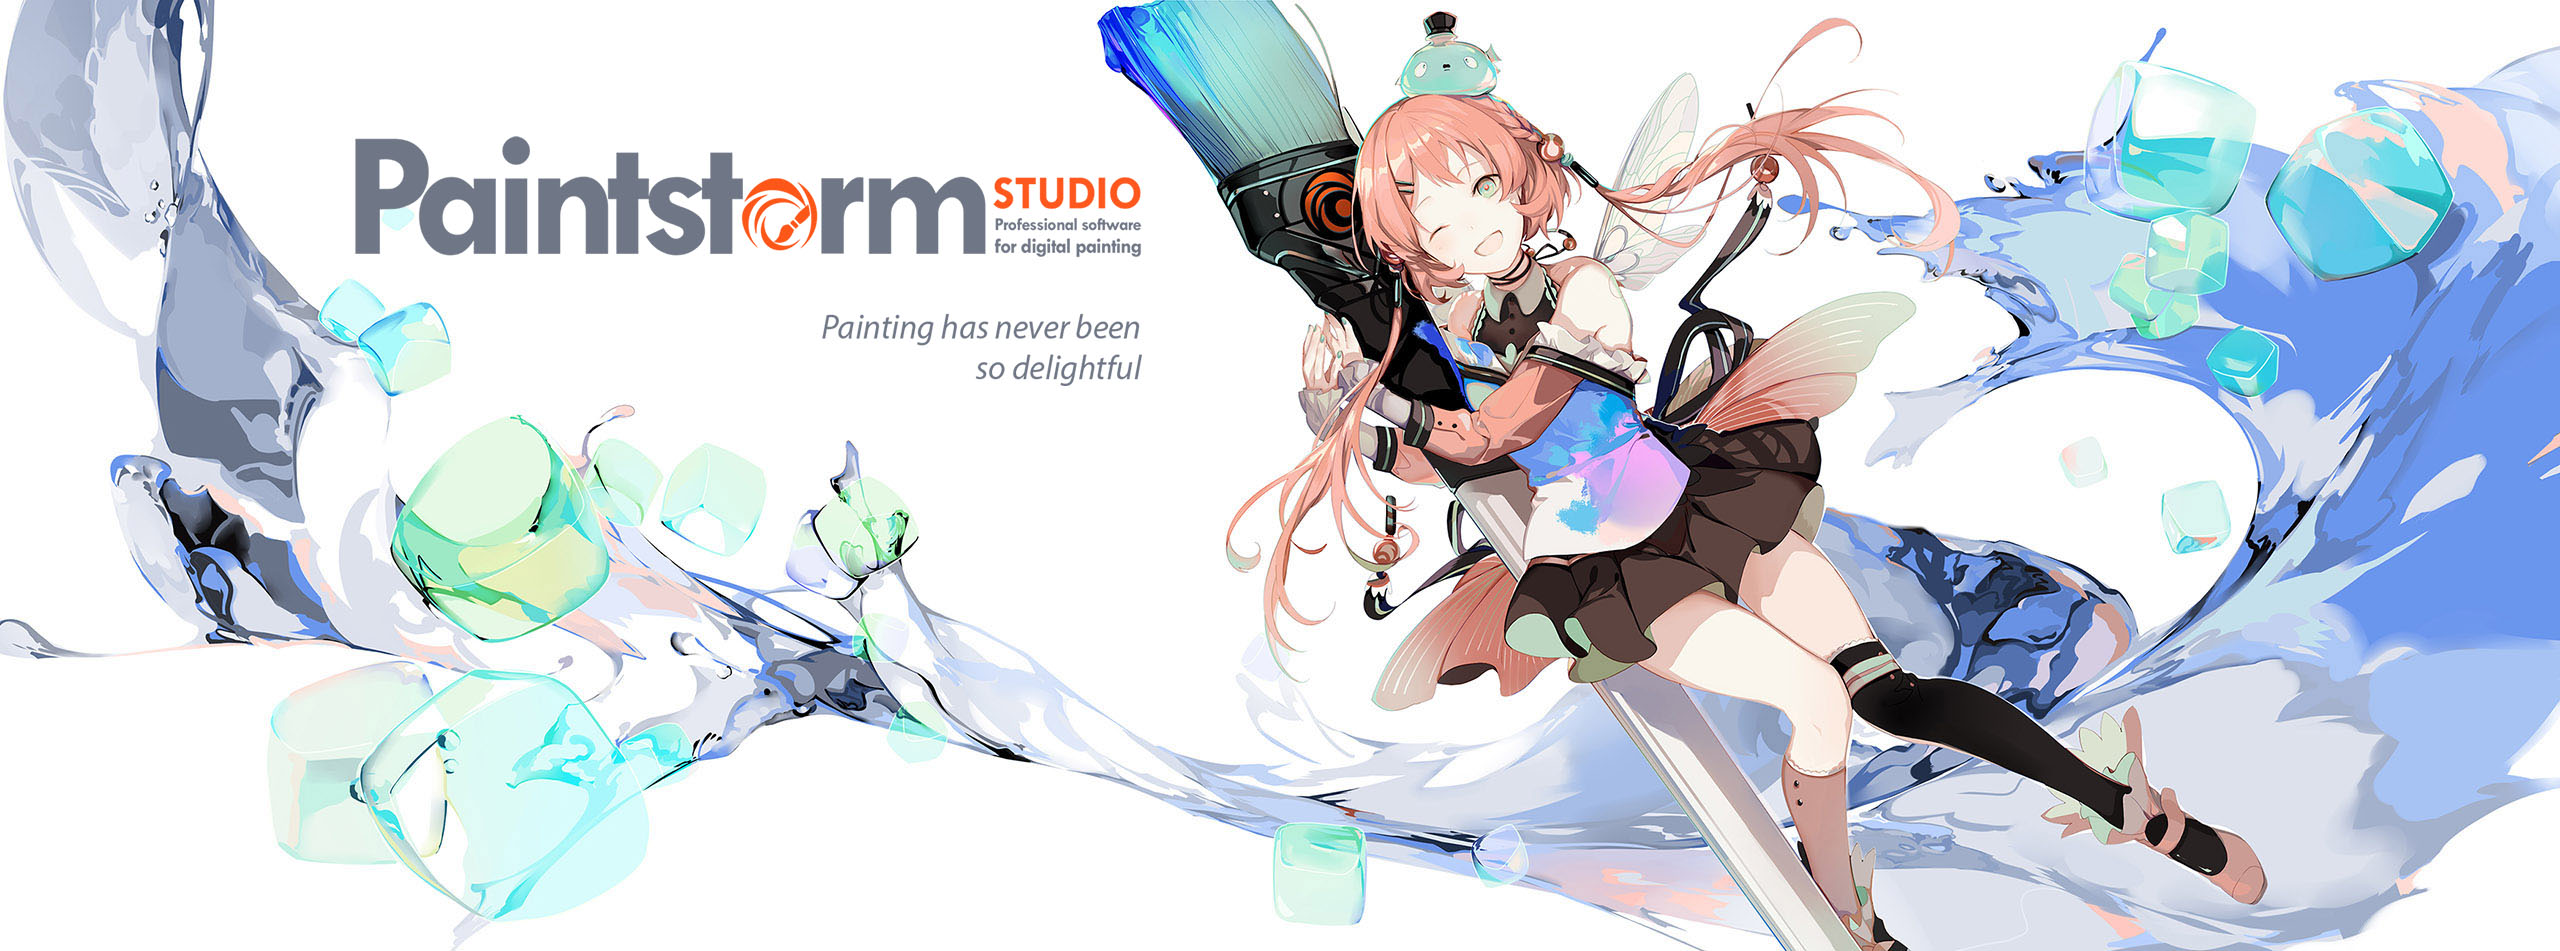 Paintstorm STUDIO
Professional software
for digital painting
Painting has never been
so delightful